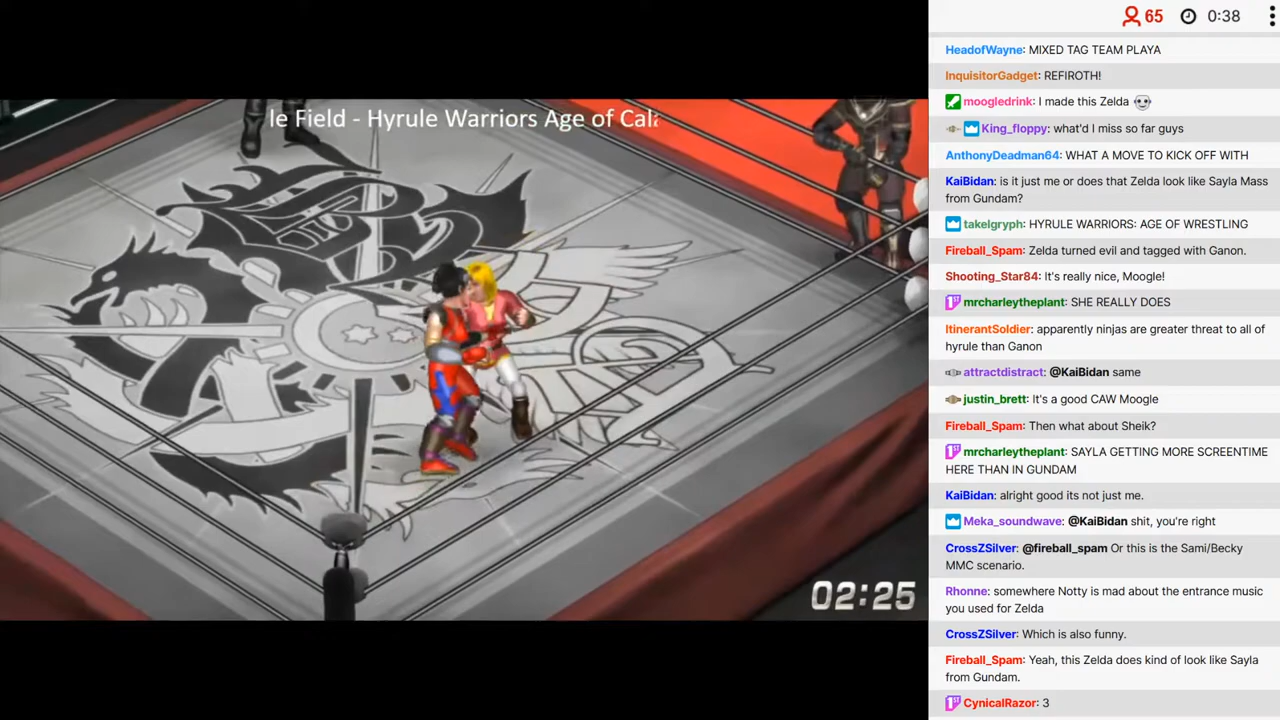 65 0:38
le Field - Hyrule Warriors Age of Cala
02:25
HeadofWayne: MIXED TAG TEAM PLAYA
InquisitorGadget: REFIROTH!
moogledrink: I made this Zelda
King_floppy: what'd I miss so far guys
AnthonyDeadman64: WHAT A MOVE TO KICK OFF WITH
KaiBidan: is it just me or does that Zelda look like Sayla Mass
from Gundam?
takelgryph: HYRULE WARRIORS: AGE OF WRESTLING
Fireball_Spam: Zelda turned evil and tagged with Ganon.
Shooting_Star84: It's really nice, Moogle!
mrcharleytheplant: SHE REALLY DOES
ItinerantSoldier: apparently ninjas are greater threat to all of
hyrule than Ganon
attractdistract: @KaiBidan same
justin_brett: It's a good CAW Moogle
Fireball_Spam: Then what about Sheik?
mrcharleytheplant: SAYLA GETTING MORE SCREENTIME
HERE THAN IN GUNDAM
KaiBidan: alright good its not just me.
Meka_soundwave: @KaiBidan shit, you're right
CrossZSilver: @fireball_spam Or this is the Sami/Becky
MMC scenario.
Rhonne: somewhere Notty is mad about the entrance music
you used for Zelda
CrossZSilver: Which is also funny.
Fireball_Spam: Yeah, this Zelda does kind of look like Sayla
from Gundam.
CynicalRazor: 3